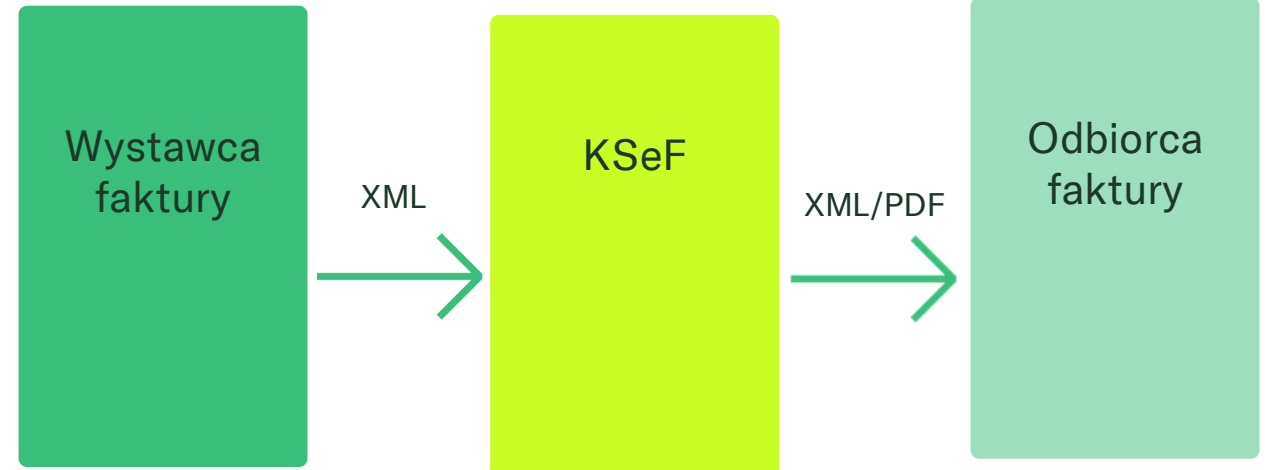 Wystawca
faktury
XML
KSeF
XML/PDF
Odbiorca
faktury